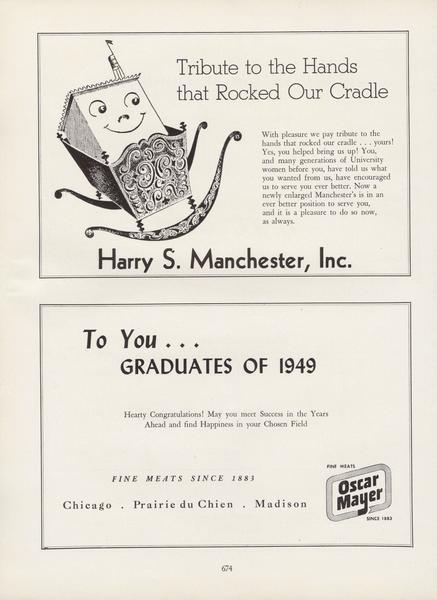 Tribute to the Hands
that Rocked Our Cradle
With pleasure we pay tribute to the
hands that rocked our cradle . . . yours!
Yes, you helped bring us up! You,
and many generations of University
women before you, have told us what
you wanted from us, have encouraged
us to serve you ever better. Now a
newly enlarged Manchester's is in an
ever better position to serve you,
and it is a pleasure to do so now,
as always.
Harry S. Manchester, Inc.
To You . . .
GRADUATES OF 1949
Hearty Congratulations! May you meet Success in the Years
Ahead and find Happiness in your Chosen Field
FINE MEATS SINCE 1883
Chicago . Prairie du Chien . Madison
FINE MEATS
Oscar
Mayer
SINCE 1883
674